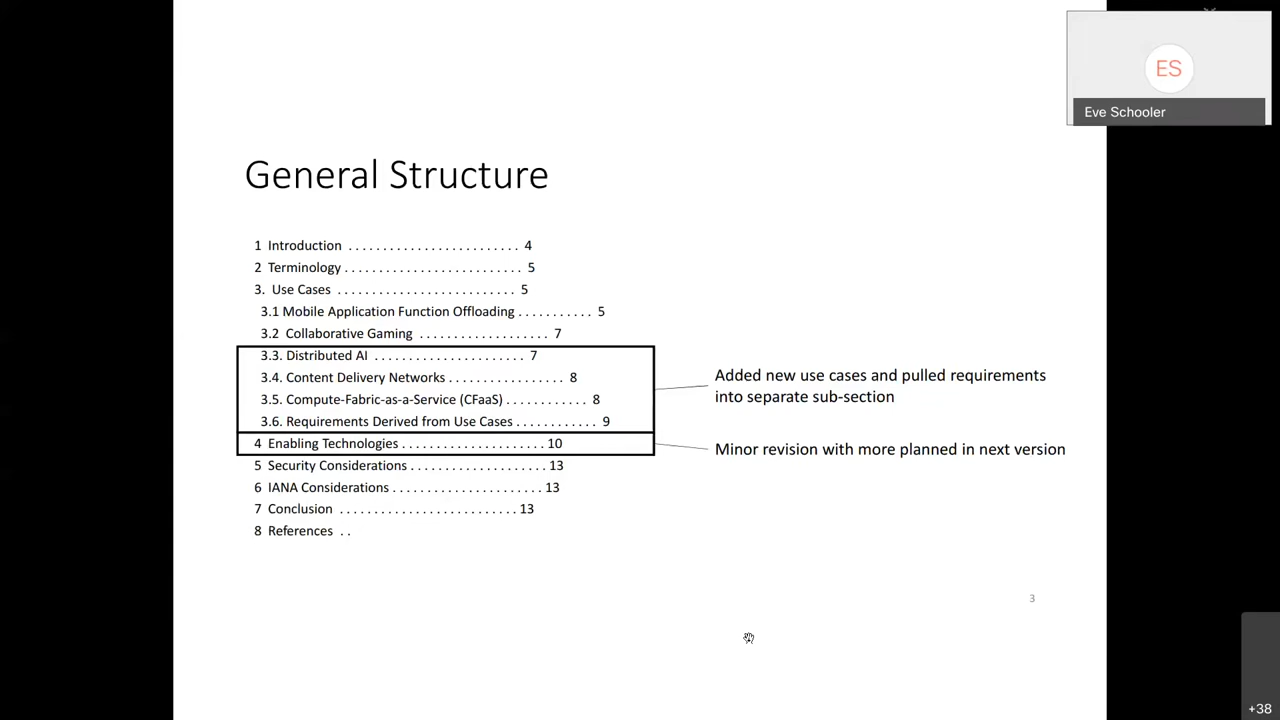 ES
Eve Schooler
General Structure
1 Introduction . . . . . . . . . . . . . . . . . . . . . . . . . 4
2 Terminology . . . . . . . . . . . . . . . . . . . . . . . . . . 5
3. Use Cases . . . . . . . . . . . . . . . . . . . . . . . . . . . 5
3.1 Mobile Application Function Offloading . . . . . . . . . . . 5
3.2 Collaborative Gaming . . . . . . . . . . . . . . . . . . . 7
3.3. Distributed AI . . . . . . . . . . . . . . . . . . . . . . 7
3.4. Content Delivery Networks . . . . . . . . . . . . . . . . . 8
3.5. Compute-Fabric-as-a-Service (CFaaS) . . . . . . . . . . . . 8
3.6. Requirements Derived from Use Cases . . . . . . . . . . . . 9
4 Enabling Technologies . . . . . . . . . . . . . . . . . . . . . 10
5 Security Considerations . . . . . . . . . . . . . . . . . . . . 13
6 IANA Considerations . . . . . . . . . . . . . . . . . . . . . . . 13
7 Conclusion . . . . . . . . . . . . . . . . . . . . . . . . . . 13
8 References . .
Added new use cases and pulled requirements
into separate sub-section
Minor revision with more planned in next version
3
+38